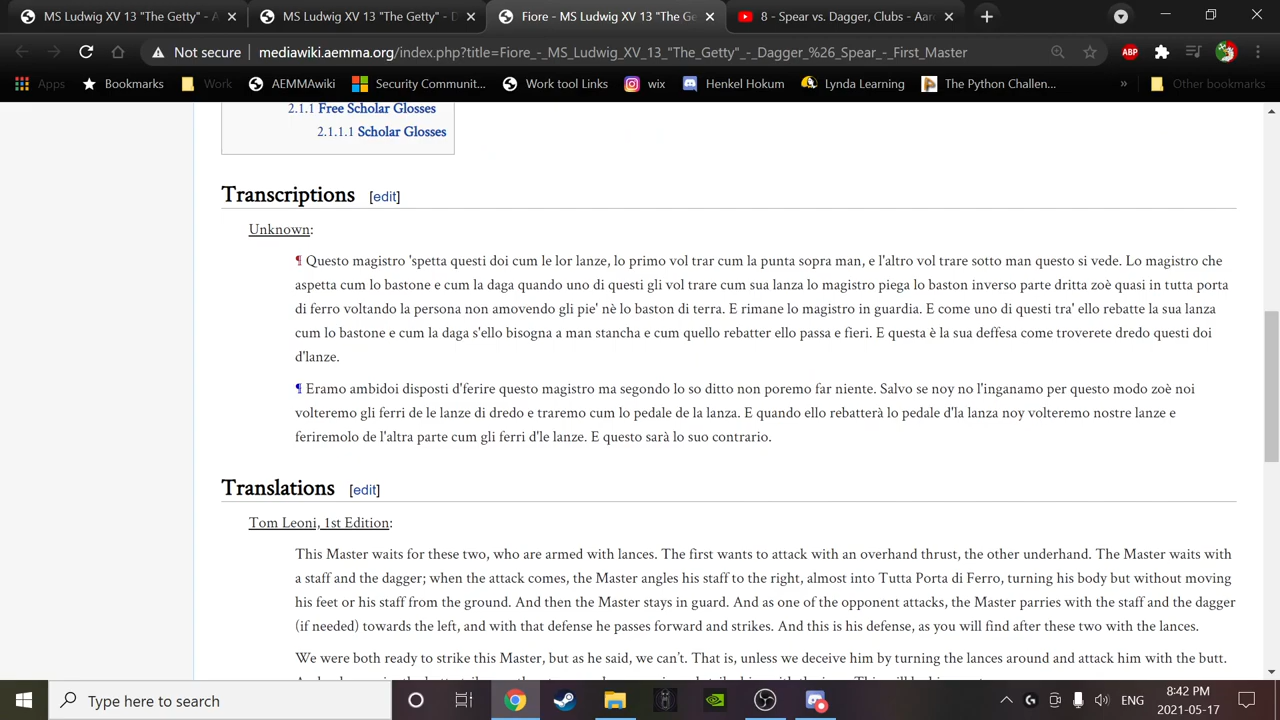 MS Ludwig XV 13 "The Getty" - A
MS Ludwig XV 13 "The Getty" - D
Fiore - MS Ludwig XV 13 "The Ge
8 - Spear vs. Dagger, Clubs - Aar
Not secure
mediawiki.aemma.org/index.php?title=Fiore_-_MS_Ludwig_XV_13_"The_Getty"_-_Dagger_%26_Spear_-_First_Master
ABP
Apps
Bookmarks
Work
AEMMAwiki
Security Community...
Work tool Links
wix
Henkel Hokum
Lynda Learning
The Python Challen...
»
Other bookmarks
2.1.1 Free Scholar Glosses
2.1.1.1 Scholar Glosses
Transcriptions [edit]
Unknown:
¶ Questo magistro 'spetta questi doi cum le lor lanze, lo primo vol trar cum la punta sopra man, e l'altro vol trare sotto man questo si vede. Lo magistro che
aspetta cum lo bastone e cum la daga quando uno di questi gli vol trare cum sua lanza lo magistro piega lo baston inverso parte dritta zoè quasi in tutta porta
di ferro voltando la persona non amovendo gli pie' nè lo baston di terra. E rimane lo magistro in guardia. E come uno di questi tra' ello rebatte la sua lanza
cum lo bastone e cum la daga s'ello bisogna a man stancha e cum quello rebatter ello passa e fieri. E questa è la sua deffesa come troverete dredo questi doi
d'lanze.
¶ Eramo ambidoi disposti d'ferire questo magistro ma segondo lo so ditto non poremo far niente. Salvo se noy no l'inganamo per questo modo zoè noi
volteremo gli ferri de le lanze di dredo e traremo cum lo pedale de la lanza. E quando ello rebatterà lo pedale d'la lanza noy volteremo nostre lanze e
feriremolo de l'altra parte cum gli ferri d'le lanze. E questo sarà lo suo contrario.
Translations [edit]
Tom Leoni, 1st Edition:
This Master waits for these two, who are armed with lances. The first wants to attack with an overhand thrust, the other underhand. The Master waits with
a staff and the dagger; when the attack comes, the Master angles his staff to the right, almost into Tutta Porta di Ferro, turning his body but without moving
his feet or his staff from the ground. And then the Master stays in guard. And as one of the opponent attacks, the Master parries with the staff and the dagger
(if needed) towards the left, and with that defense he passes forward and strikes. And this is his defense, as you will find after these two with the lances.
We were both ready to strike this Master, but as he said, we can't. That is, unless we deceive him by turning the lances around and attack him with the butt.
Type here to search
ENG
8:42 PM
2021-05-17